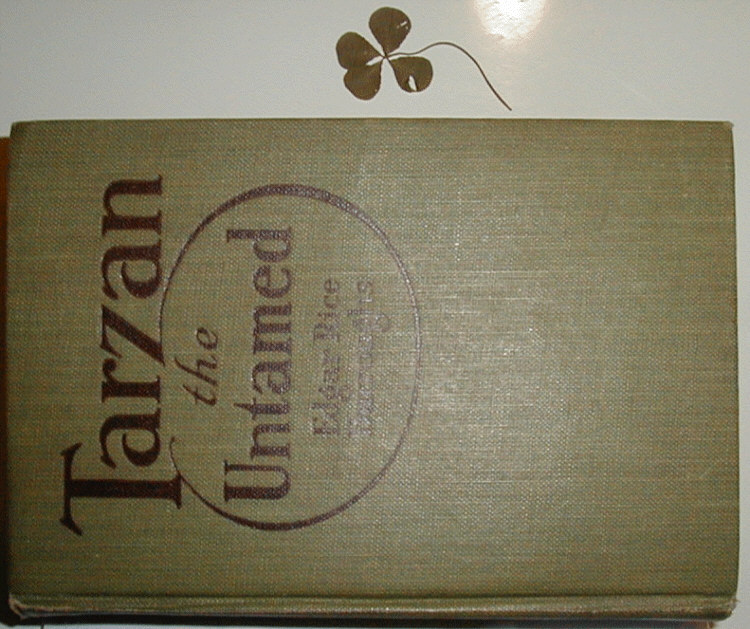 Tarzan
the
Untamed
Edgar Rice
Burroughs